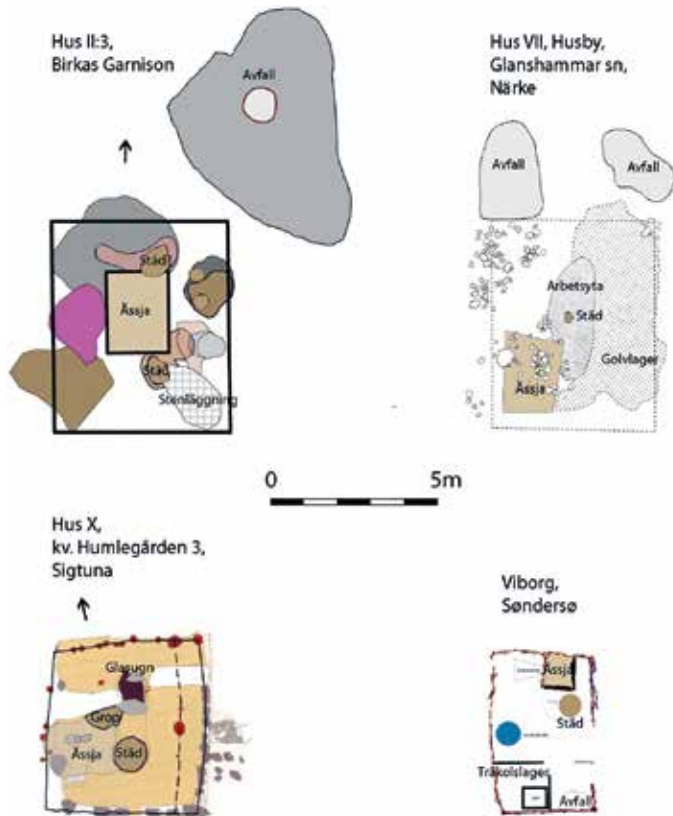 Hus II:3,
Birkas Garnison
Avfall
Städ
Ässja
Städ
Stenläggning
Hus VII, Husby,
Glanshammar sn,
Närke
Avfall
Avfall
Arbetsyta
Städ
Golvlager
Ässja
0 5m
Hus X,
kv. Humlegården 3,
Sigtuna
Glasugn
Grop
Ässja
Städ
Viborg,
Søndersø
Ässja
Städ
Träkolslager
Avfall